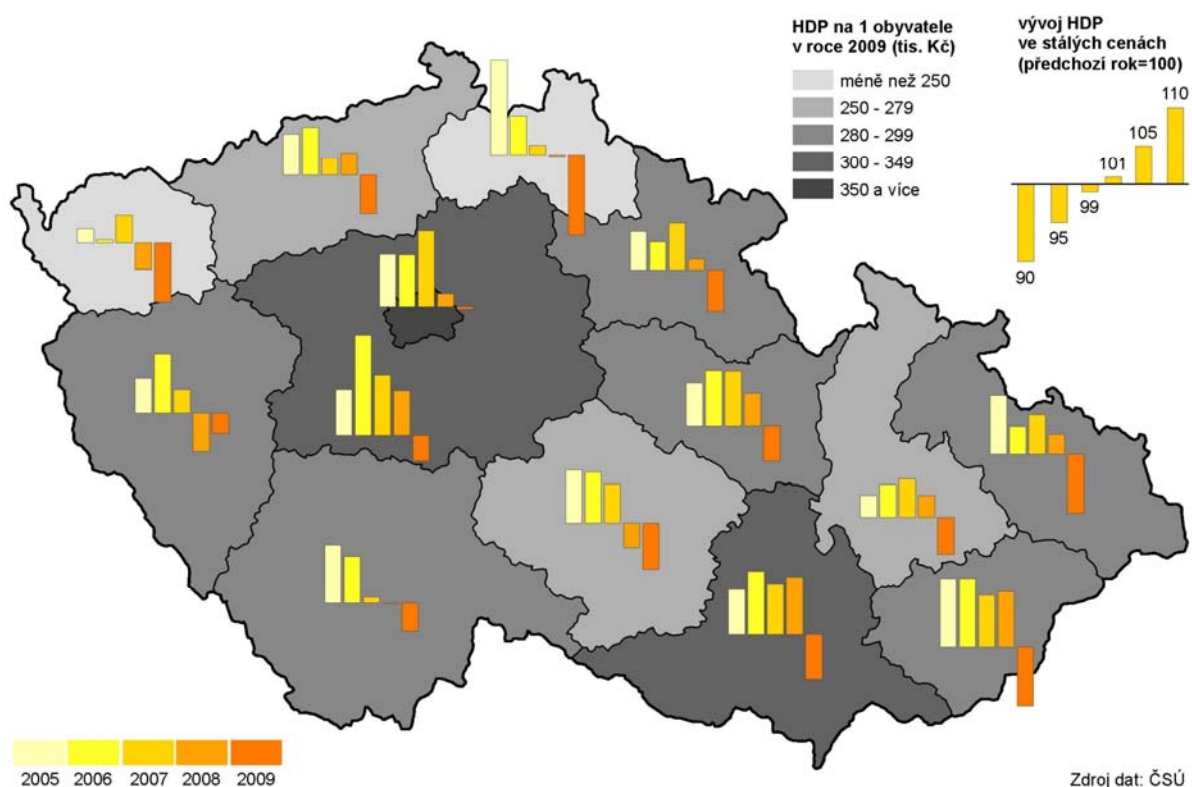 HDP na 1 obyvatele
v roce 2009 (tis. Kč)
méně než 250
250 - 279
280 - 299
300 - 349
350 a více
vývoj HDP
ve stálých cenách
(předchozí rok=100)
110
105
101
99
95
90
2005 2006 2007 2008 2009
Zdroj dat: ČSÚ